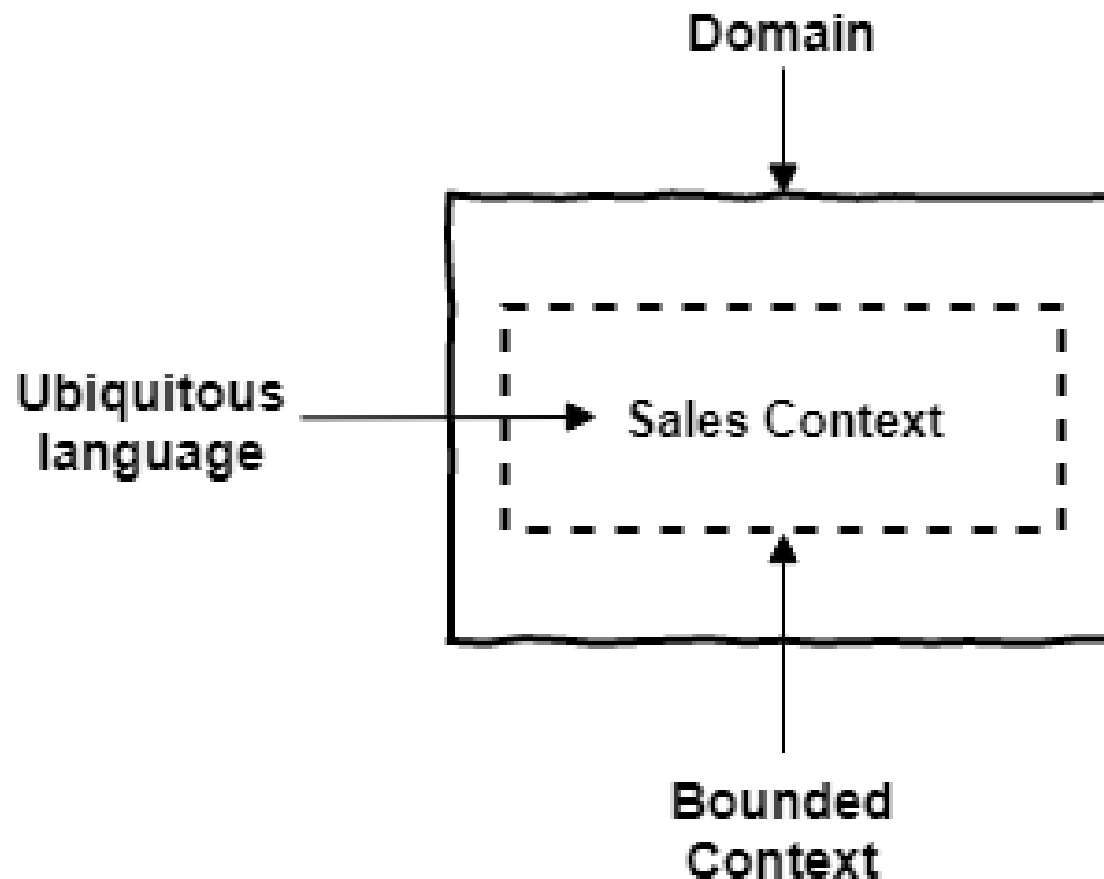 Domain
Ubiquitous
language
Sales Context
Bounded
Context